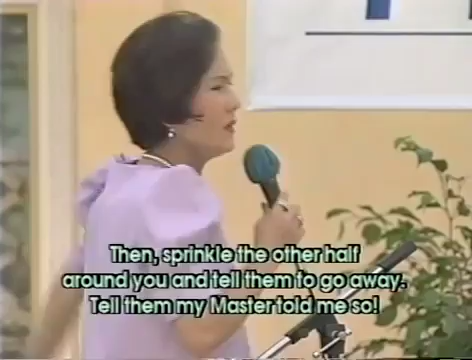 Then, sprinkle the other half
around you and tell them to go away.
Tell them my Master told me so!